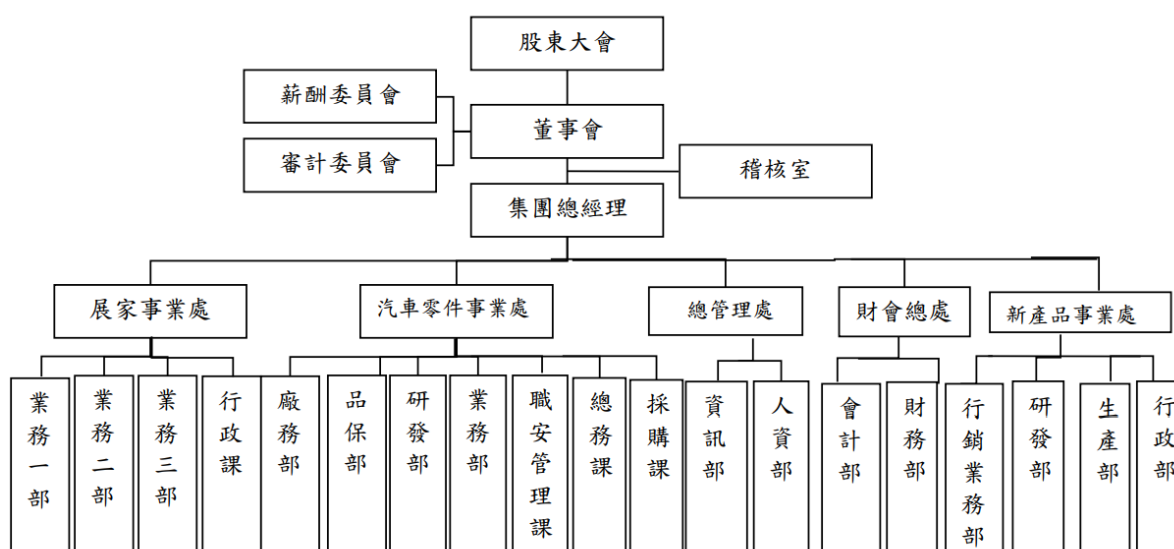 股東大會
薪酬委員會
董事會
審計委員會
稽核室
集團總經理
展家事業處
汽車零件事業處
總管理處
財會總處
新產品事業處
業務一部
業務二部
業務三部
行政課
廠務部
品保部
研發部
業務部
職安管理課
總務課
採購課
資訊部
人資部
會計部
財務部
行銷業務部
研發部
生產部
行政部